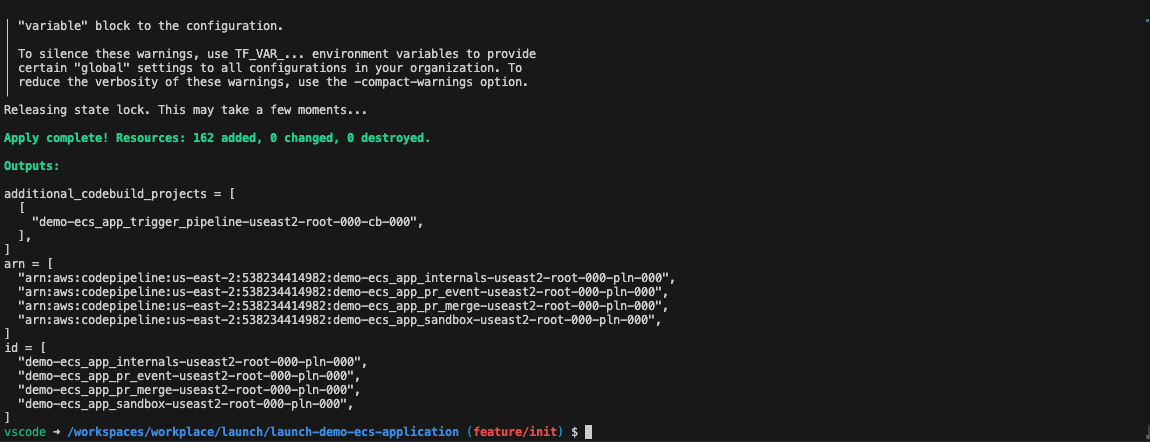 "variable" block to the configuration.
To silence these warnings, use TF_VAR_... environment variables to provide
certain "global" settings to all configurations in your organization. To
reduce the verbosity of these warnings, use the -compact-warnings option.
Releasing state lock. This may take a few moments...
Apply complete! Resources: 162 added, 0 changed, 0 destroyed.
Outputs:
additional_codebuild_projects = [
  [
    "demo-ecs_app_trigger_pipeline-useast2-root-000-cb-000",
  ],
]
arn = [
  "arn:aws:codepipeline:us-east-2:538234414982:demo-ecs_app_internals-useast2-root-000-pln-000",
  "arn:aws:codepipeline:us-east-2:538234414982:demo-ecs_app_pr_event-useast2-root-000-pln-000",
  "arn:aws:codepipeline:us-east-2:538234414982:demo-ecs_app_pr_merge-useast2-root-000-pln-000",
  "arn:aws:codepipeline:us-east-2:538234414982:demo-ecs_app_sandbox-useast2-root-000-pln-000",
]
id = [
  "demo-ecs_app_internals-useast2-root-000-pln-000",
  "demo-ecs_app_pr_event-useast2-root-000-pln-000",
  "demo-ecs_app_pr_merge-useast2-root-000-pln-000",
  "demo-ecs_app_sandbox-useast2-root-000-pln-000",
]
vscode ➜ /workspaces/workplace/launch/launch-demo-ecs-application (feature/init) $